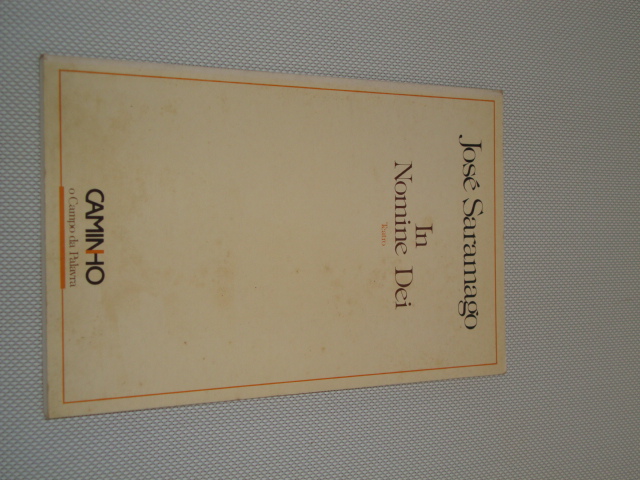 José Saramago
In
Nomine Dei
Teatro
CAMINHO
o Campo da Palavra